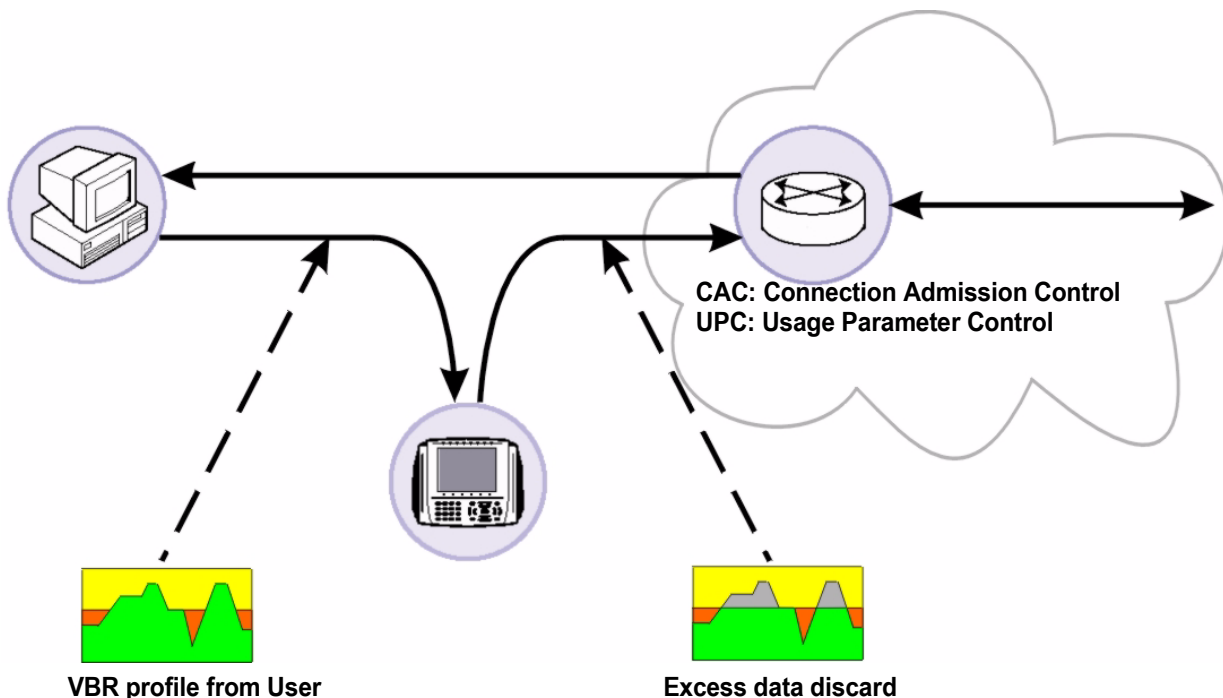 CAC: Connection Admission Control
UPC: Usage Parameter Control
VBR profile from User
Excess data discard